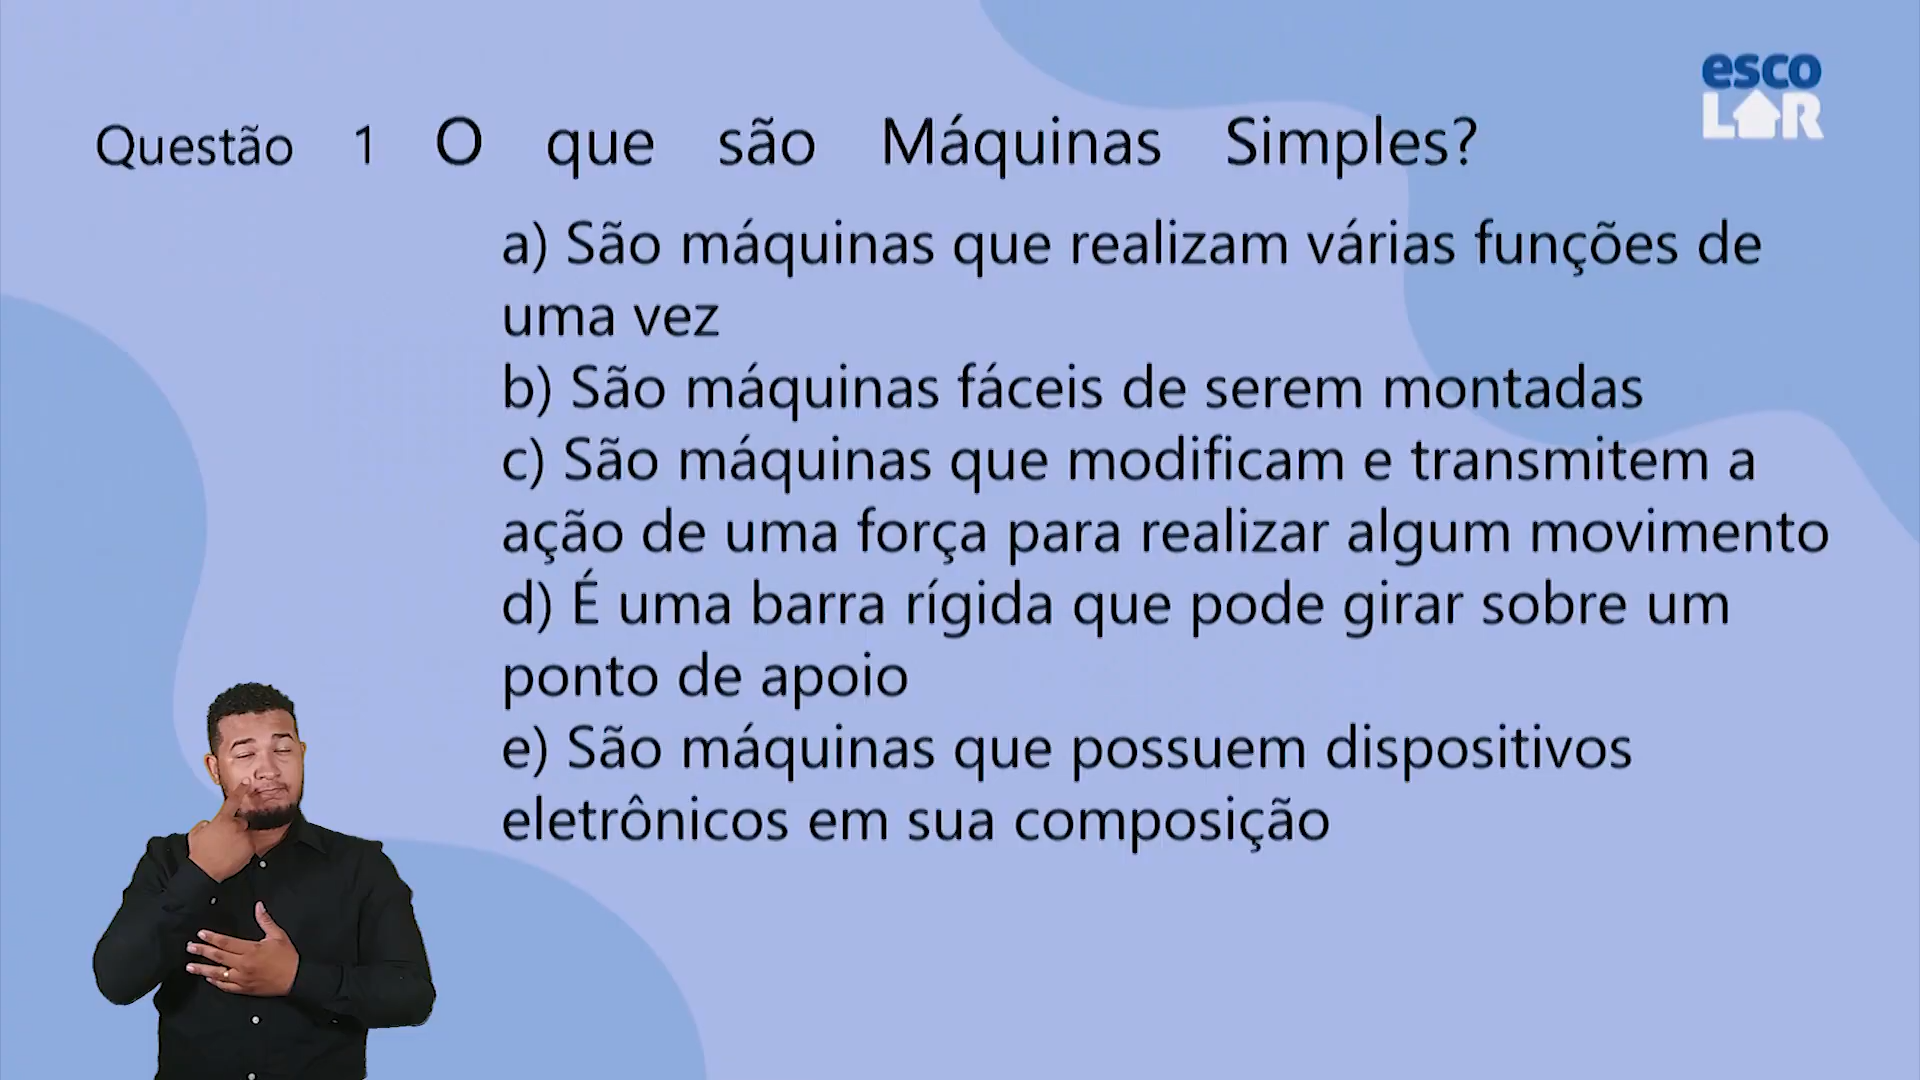 esco
LAR
Questão 1 O que são Máquinas Simples?
a) São máquinas que realizam várias funções de
uma vez
b) São máquinas fáceis de serem montadas
c) São máquinas que modificam e transmitem a
ação de uma força para realizar algum movimento
d) É uma barra rígida que pode girar sobre um
ponto de apoio
e) São máquinas que possuem dispositivos
eletrônicos em sua composição